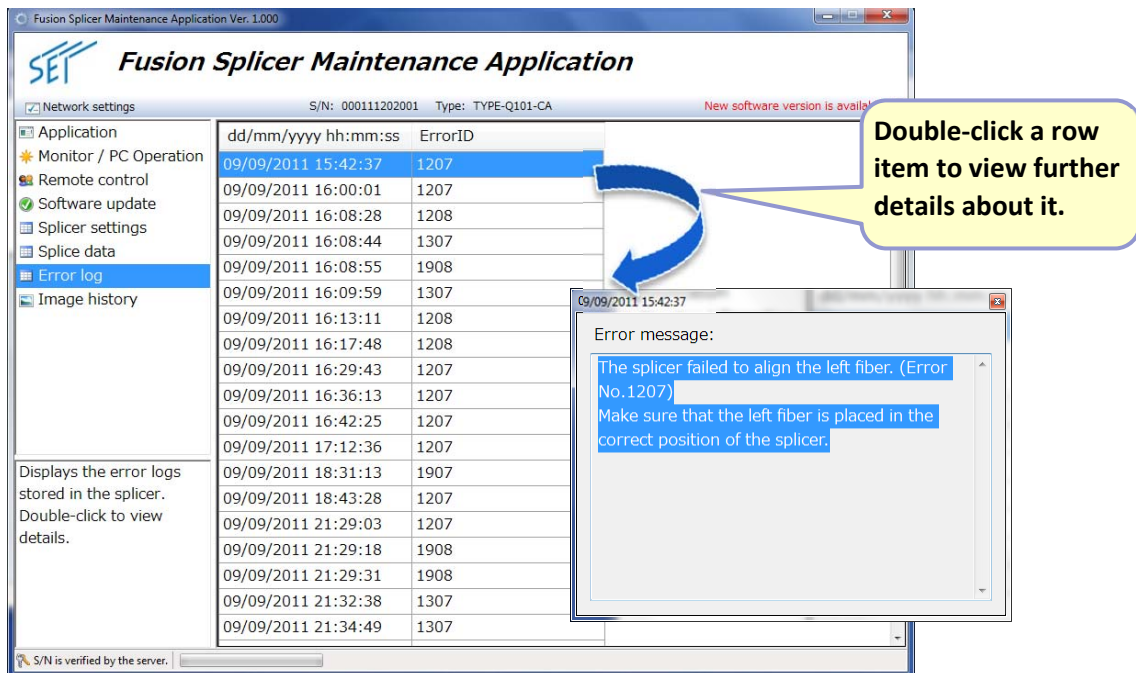 Fusion Splicer Maintenance Application Ver. 1.000
SEI
Fusion Splicer Maintenance Application
Network settings
S/N: 000111202001 Type: TYPE-Q101-CA
New software version is
Application
Monitor / PC Operation
Remote control
Software update
Splicer settings
Splice data
Error log
Image history
Displays the error logs
stored in the splicer.
Double-click to view
details.
dd/mm/yyyy hh:mm:ss ErrorID
09/09/2011 15:42:37 1207
09/09/2011 16:00:01 1207
09/09/2011 16:08:28 1208
09/09/2011 16:08:44 1307
09/09/2011 16:08:55 1908
09/09/2011 16:09:59 1307
09/09/2011 16:13:11 1208
09/09/2011 16:17:48 1208
09/09/2011 16:29:43 1207
09/09/2011 16:36:13 1207
09/09/2011 16:42:25 1207
09/09/2011 17:12:36 1207
09/09/2011 18:31:13 1907
09/09/2011 18:43:28 1207
09/09/2011 21:29:03 1207
09/09/2011 21:29:18 1908
09/09/2011 21:29:31 1908
09/09/2011 21:32:38 1307
09/09/2011 21:34:49 1307
Double-click a row
item to view further
details about it.
09/09/2011 15:42:37
Error message:
The splicer failed to align the left fiber. (Error
No.1207)
Make sure that the left fiber is placed in the
correct position of the splicer.
S/N is verified by the server.